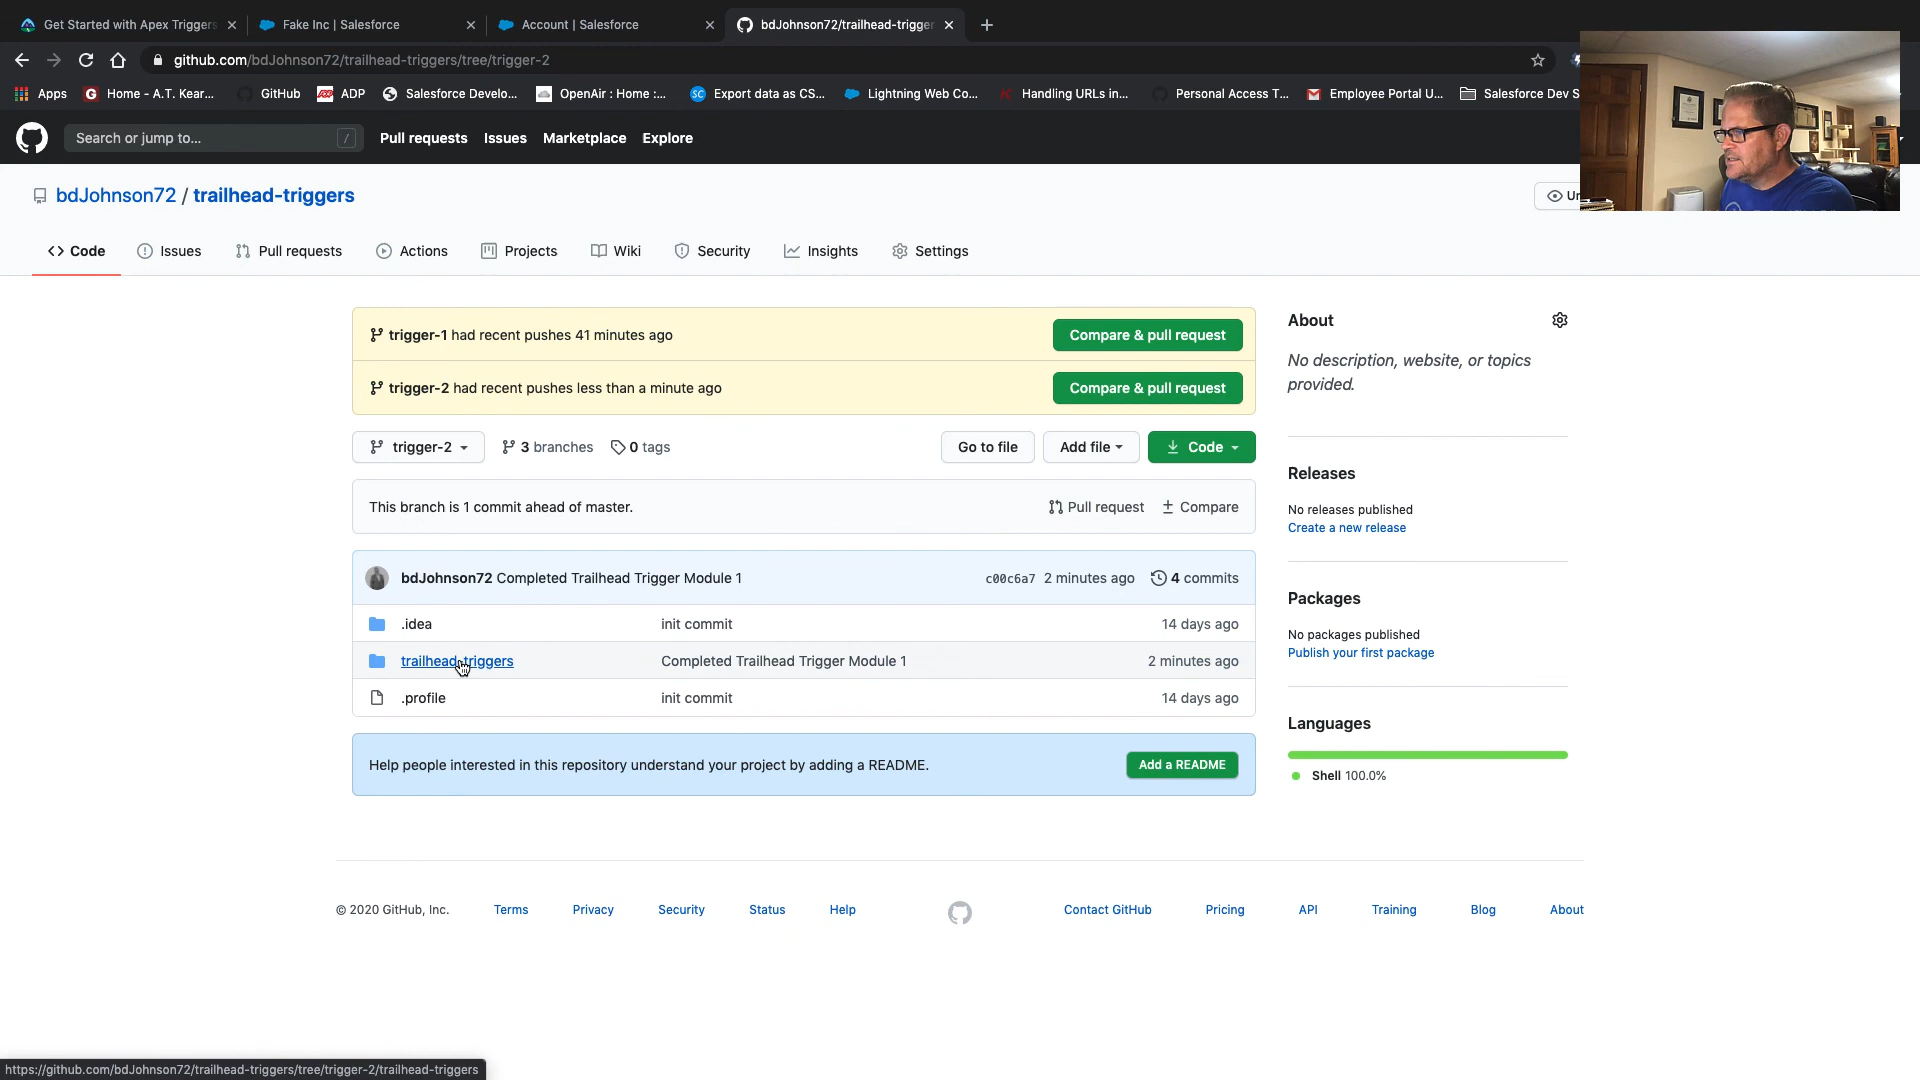 Get Started with Apex Triggers
Fake Inc | Salesforce
Account | Salesforce
bdJohnson72/trailhead-trigger
github.com/bdJohnson72/trailhead-triggers/tree/trigger-2
Apps
G Home - A.T. Kear...
GitHub
ADP
Salesforce Develo...
OpenAir : Home :...
SC Export data as CS...
Lightning Web Co...
Handling URLs in...
Personal Access T...
Employee Portal U...
Salesforce Dev S
Search or jump to...
/
Pull requests
Issues
Marketplace
Explore
bdJohnson72 / trailhead-triggers
Un
<> Code
Issues
Pull requests
Actions
Projects
Wiki
Security
Insights
Settings
trigger-1 had recent pushes 41 minutes ago
Compare & pull request
trigger-2 had recent pushes less than a minute ago
Compare & pull request
trigger-2
3 branches
0 tags
Go to file
Add file
Code
This branch is 1 commit ahead of master.
Pull request
Compare
bdJohnson72 Completed Trailhead Trigger Module 1
c00c6a7 2 minutes ago
4 commits
.idea
init commit
14 days ago
trailhead-triggers
Completed Trailhead Trigger Module 1
2 minutes ago
.profile
init commit
14 days ago
Help people interested in this repository understand your project by adding a README.
Add a README
About
No description, website, or topics
provided.
Releases
No releases published
Create a new release
Packages
No packages published
Publish your first package
Languages
Shell 100.0%
© 2020 GitHub, Inc.
Terms
Privacy
Security
Status
Help
Contact GitHub
Pricing
API
Training
Blog
About
https://github.com/bdJohnson72/trailhead-triggers/tree/trigger-2/trailhead-triggers